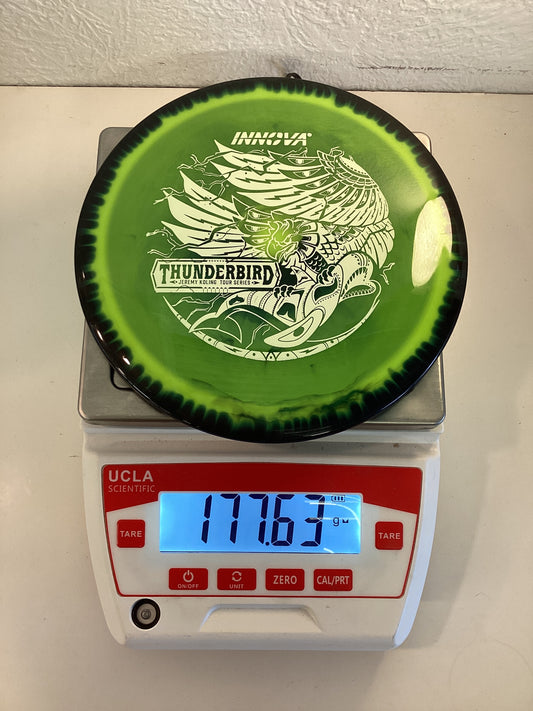 INNOVA®
THUNDERBIRD
JEREMY KOLING TOUR SERIES
UCLA
SCIENTIFIC
177.63
g
TARE
TARE
ON/OFF
UNIT
ZERO
CAL/PRT